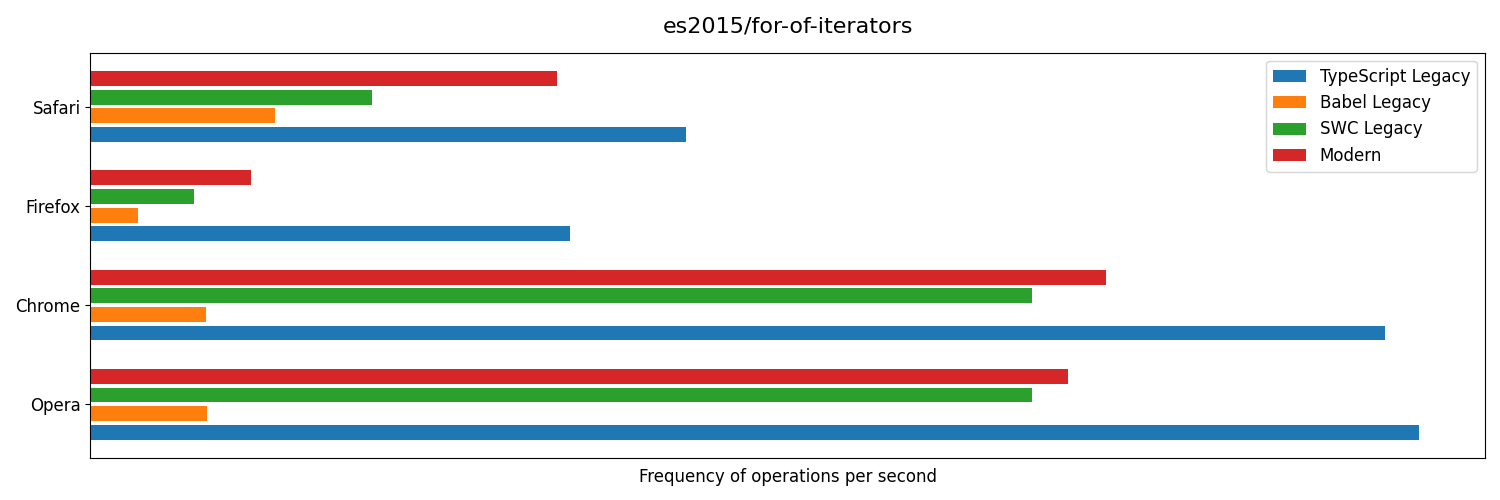 es2015/for-of-iterators
TypeScript Legacy
Babel Legacy
SWC Legacy
Modern
Safari
Firefox
Chrome
Opera
Frequency of operations per second